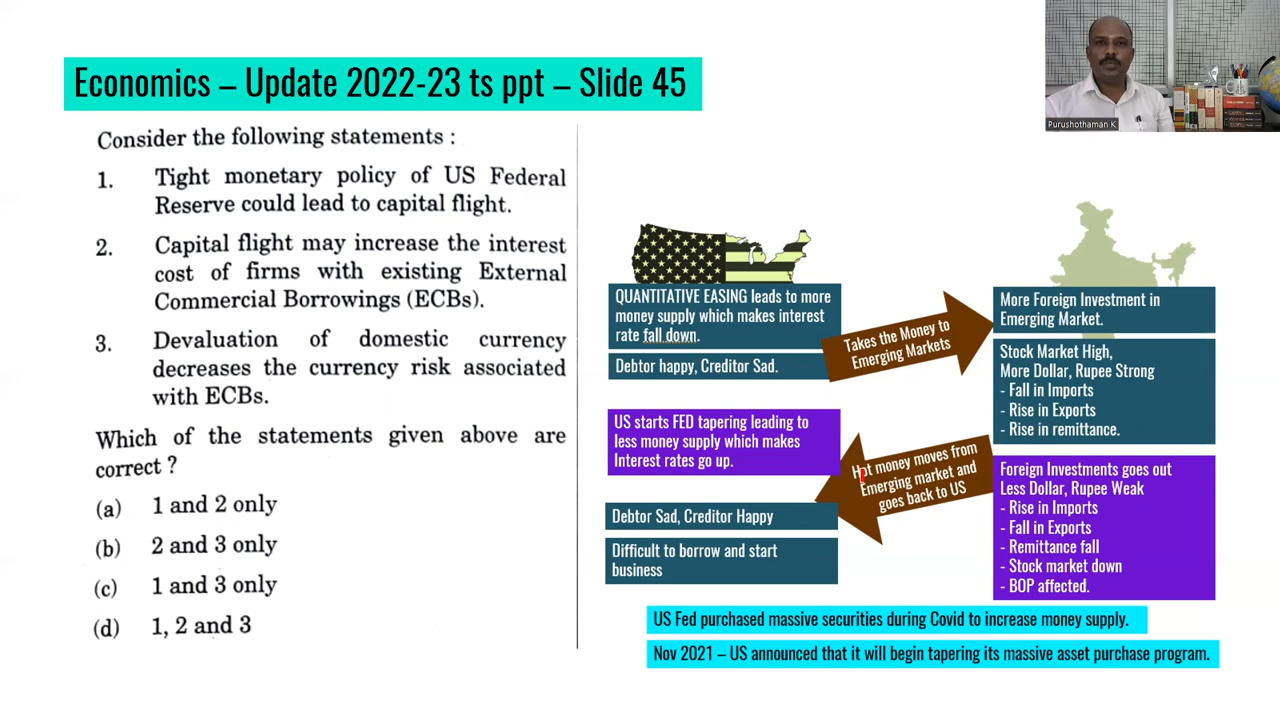 Economics – Update 2022-23 ts ppt – Slide 45
Purushothaman K
Consider the following statements :
1. Tight monetary policy of US Federal
Reserve could lead to capital flight.
2. Capital flight may increase the interest
cost of firms with existing External
Commercial Borrowings (ECBs).
3. Devaluation of domestic currency
decreases the currency risk associated
with ECBs.
Which of the statements given above are
correct ?
(a) 1 and 2 only
(b) 2 and 3 only
(c) 1 and 3 only
(d) 1, 2 and 3
QUANTITATIVE EASING leads to more
money supply which makes interest
rate fall down.
Debtor happy, Creditor Sad.
Takes the Money to
Emerging Markets
More Foreign Investment in
Emerging Market.
Stock Market High,
More Dollar, Rupee Strong
- Fall in Imports
- Rise in Exports
- Rise in remittance.
US starts FED tapering leading to
less money supply which makes
Interest rates go up.
Hot money moves from
Emerging market and
goes back to US
Foreign Investments goes out
Less Dollar, Rupee Weak
- Rise in Imports
- Fall in Exports
- Remittance fall
- Stock market down
- BOP affected.
Debtor Sad, Creditor Happy
Difficult to borrow and start
business
US Fed purchased massive securities during Covid to increase money supply.
Nov 2021 – US announced that it will begin tapering its massive asset purchase program.